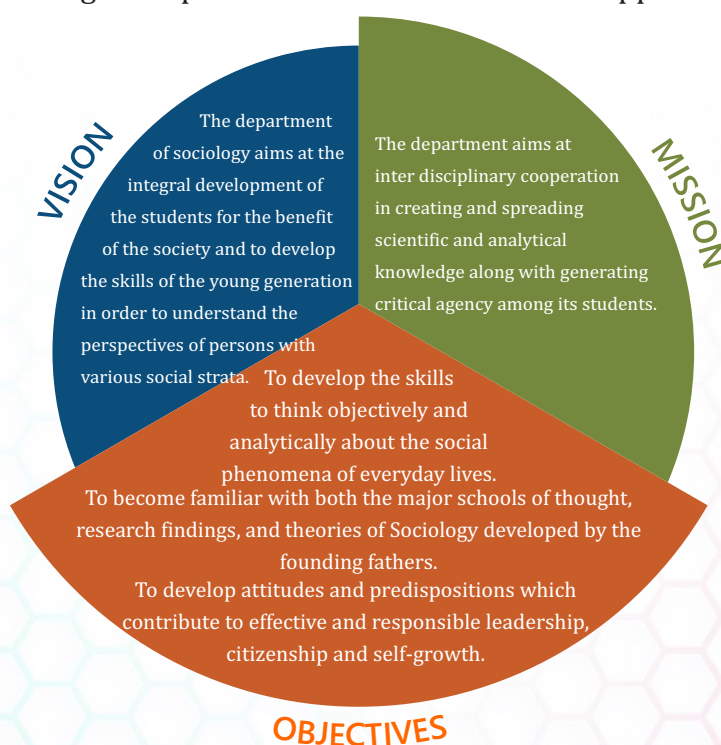 VISION
The department
of sociology aims at the
integral development of
the students for the benefit
of the society and to develop
the skills of the young generation
in order to understand the
perspectives of persons with
various social strata.
MISSION
The department aims at
inter disciplinary cooperation
in creating and spreading
scientific and analytical
knowledge along with generating
critical agency among its students.
To develop the skills
to think objectively and
analytically about the social
phenomena of everyday lives.
To become familiar with both the major schools of thought,
research findings, and theories of Sociology developed by the
founding fathers.
To develop attitudes and predispositions which
contribute to effective and responsible leadership,
citizenship and self-growth.
OBJECTIVES